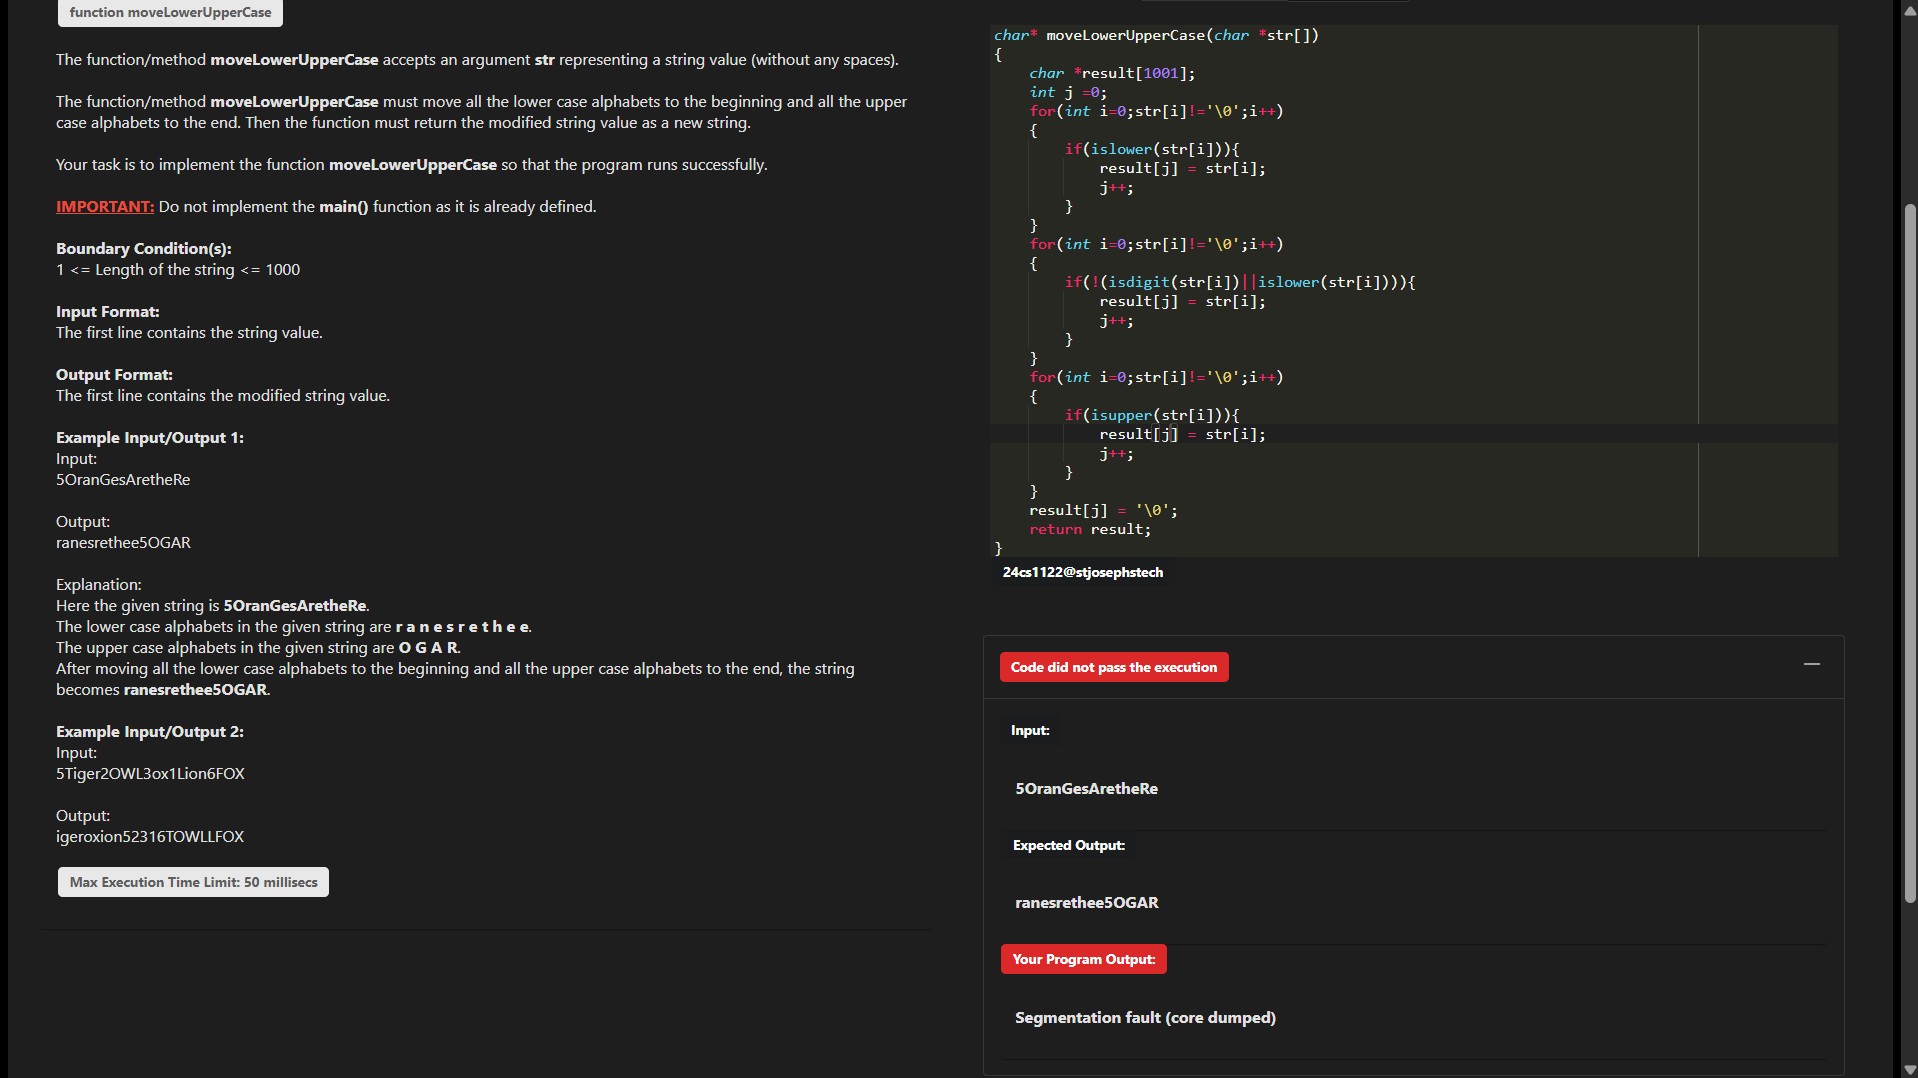 function moveLowerUpperCase
The function/method moveLowerUpperCase accepts an argument str representing a string value (without any spaces).
The function/method moveLowerUpperCase must move all the lower case alphabets to the beginning and all the upper
case alphabets to the end. Then the function must return the modified string value as a new string.
Your task is to implement the function moveLowerUpperCase so that the program runs successfully.
IMPORTANT: Do not implement the main() function as it is already defined.
Boundary Condition(s):
1 <= Length of the string <= 1000
Input Format:
The first line contains the string value.
Output Format:
The first line contains the modified string value.
Example Input/Output 1:
Input:
5OranGesAretheRe
Output:
ranesrethee5OGAR
Explanation:
Here the given string is 5OranGesAretheRe.
The lower case alphabets in the given string are r a n e s r e t h e e.
The upper case alphabets in the given string are O G A R.
After moving all the lower case alphabets to the beginning and all the upper case alphabets to the end, the string
becomes ranesrethee5OGAR.
Example Input/Output 2:
Input:
5Tiger2OWL3ox1Lion6FOX
Output:
igeroxion52316TOWLLFOX
Max Execution Time Limit: 50 millisecs
char* moveLowerUpperCase(char *str[])
{
    char *result[1001];
    int j =0;
    for(int i=0;str[i]!='\0';i++)
    {
        if(islower(str[i])){
            result[j] = str[i];
            j++;
        }
    }
    for(int i=0;str[i]!='\0';i++)
    {
        if(!(isdigit(str[i])||islower(str[i]))){
            result[j] = str[i];
            j++;
        }
    }
    for(int i=0;str[i]!='\0';i++)
    {
        if(isupper(str[i])){
            result[j] = str[i];
            j++;
        }
    }
    result[j] = '\0';
    return result;
}
24cs1122@stjosephstech
Code did not pass the execution
Input:
5OranGesAretheRe
Expected Output:
ranesrethee5OGAR
Your Program Output:
Segmentation fault (core dumped)